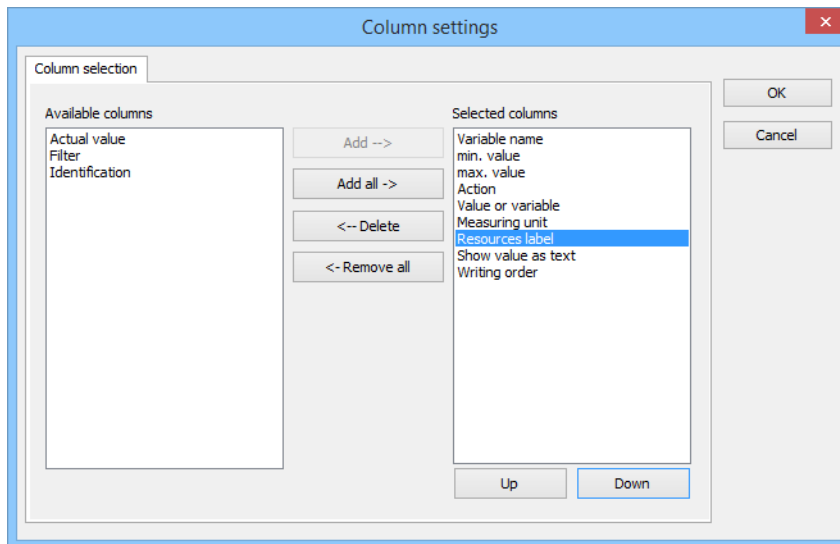 Column settings
Column selection
Available columns
Actual value
Filter
Identification
Add -->
Add all ->
<-- Delete
<- Remove all
Selected columns
Variable name
min. value
max. value
Action
Value or variable
Measuring unit
Resources label
Show value as text
Writing order
Up
Down
OK
Cancel